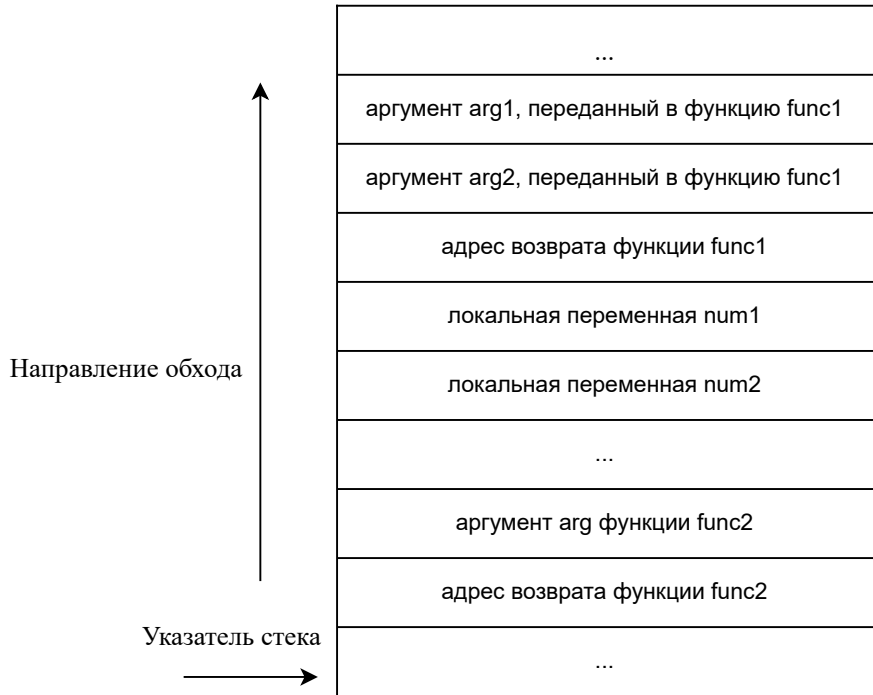 ...
аргумент arg1, переданный в функцию func1
аргумент arg2, переданный в функцию func1
адрес возврата функции func1
локальная переменная num1
Направление обхода
локальная переменная num2
...
аргумент arg функции func2
адрес возврата функции func2
Указатель стека
...